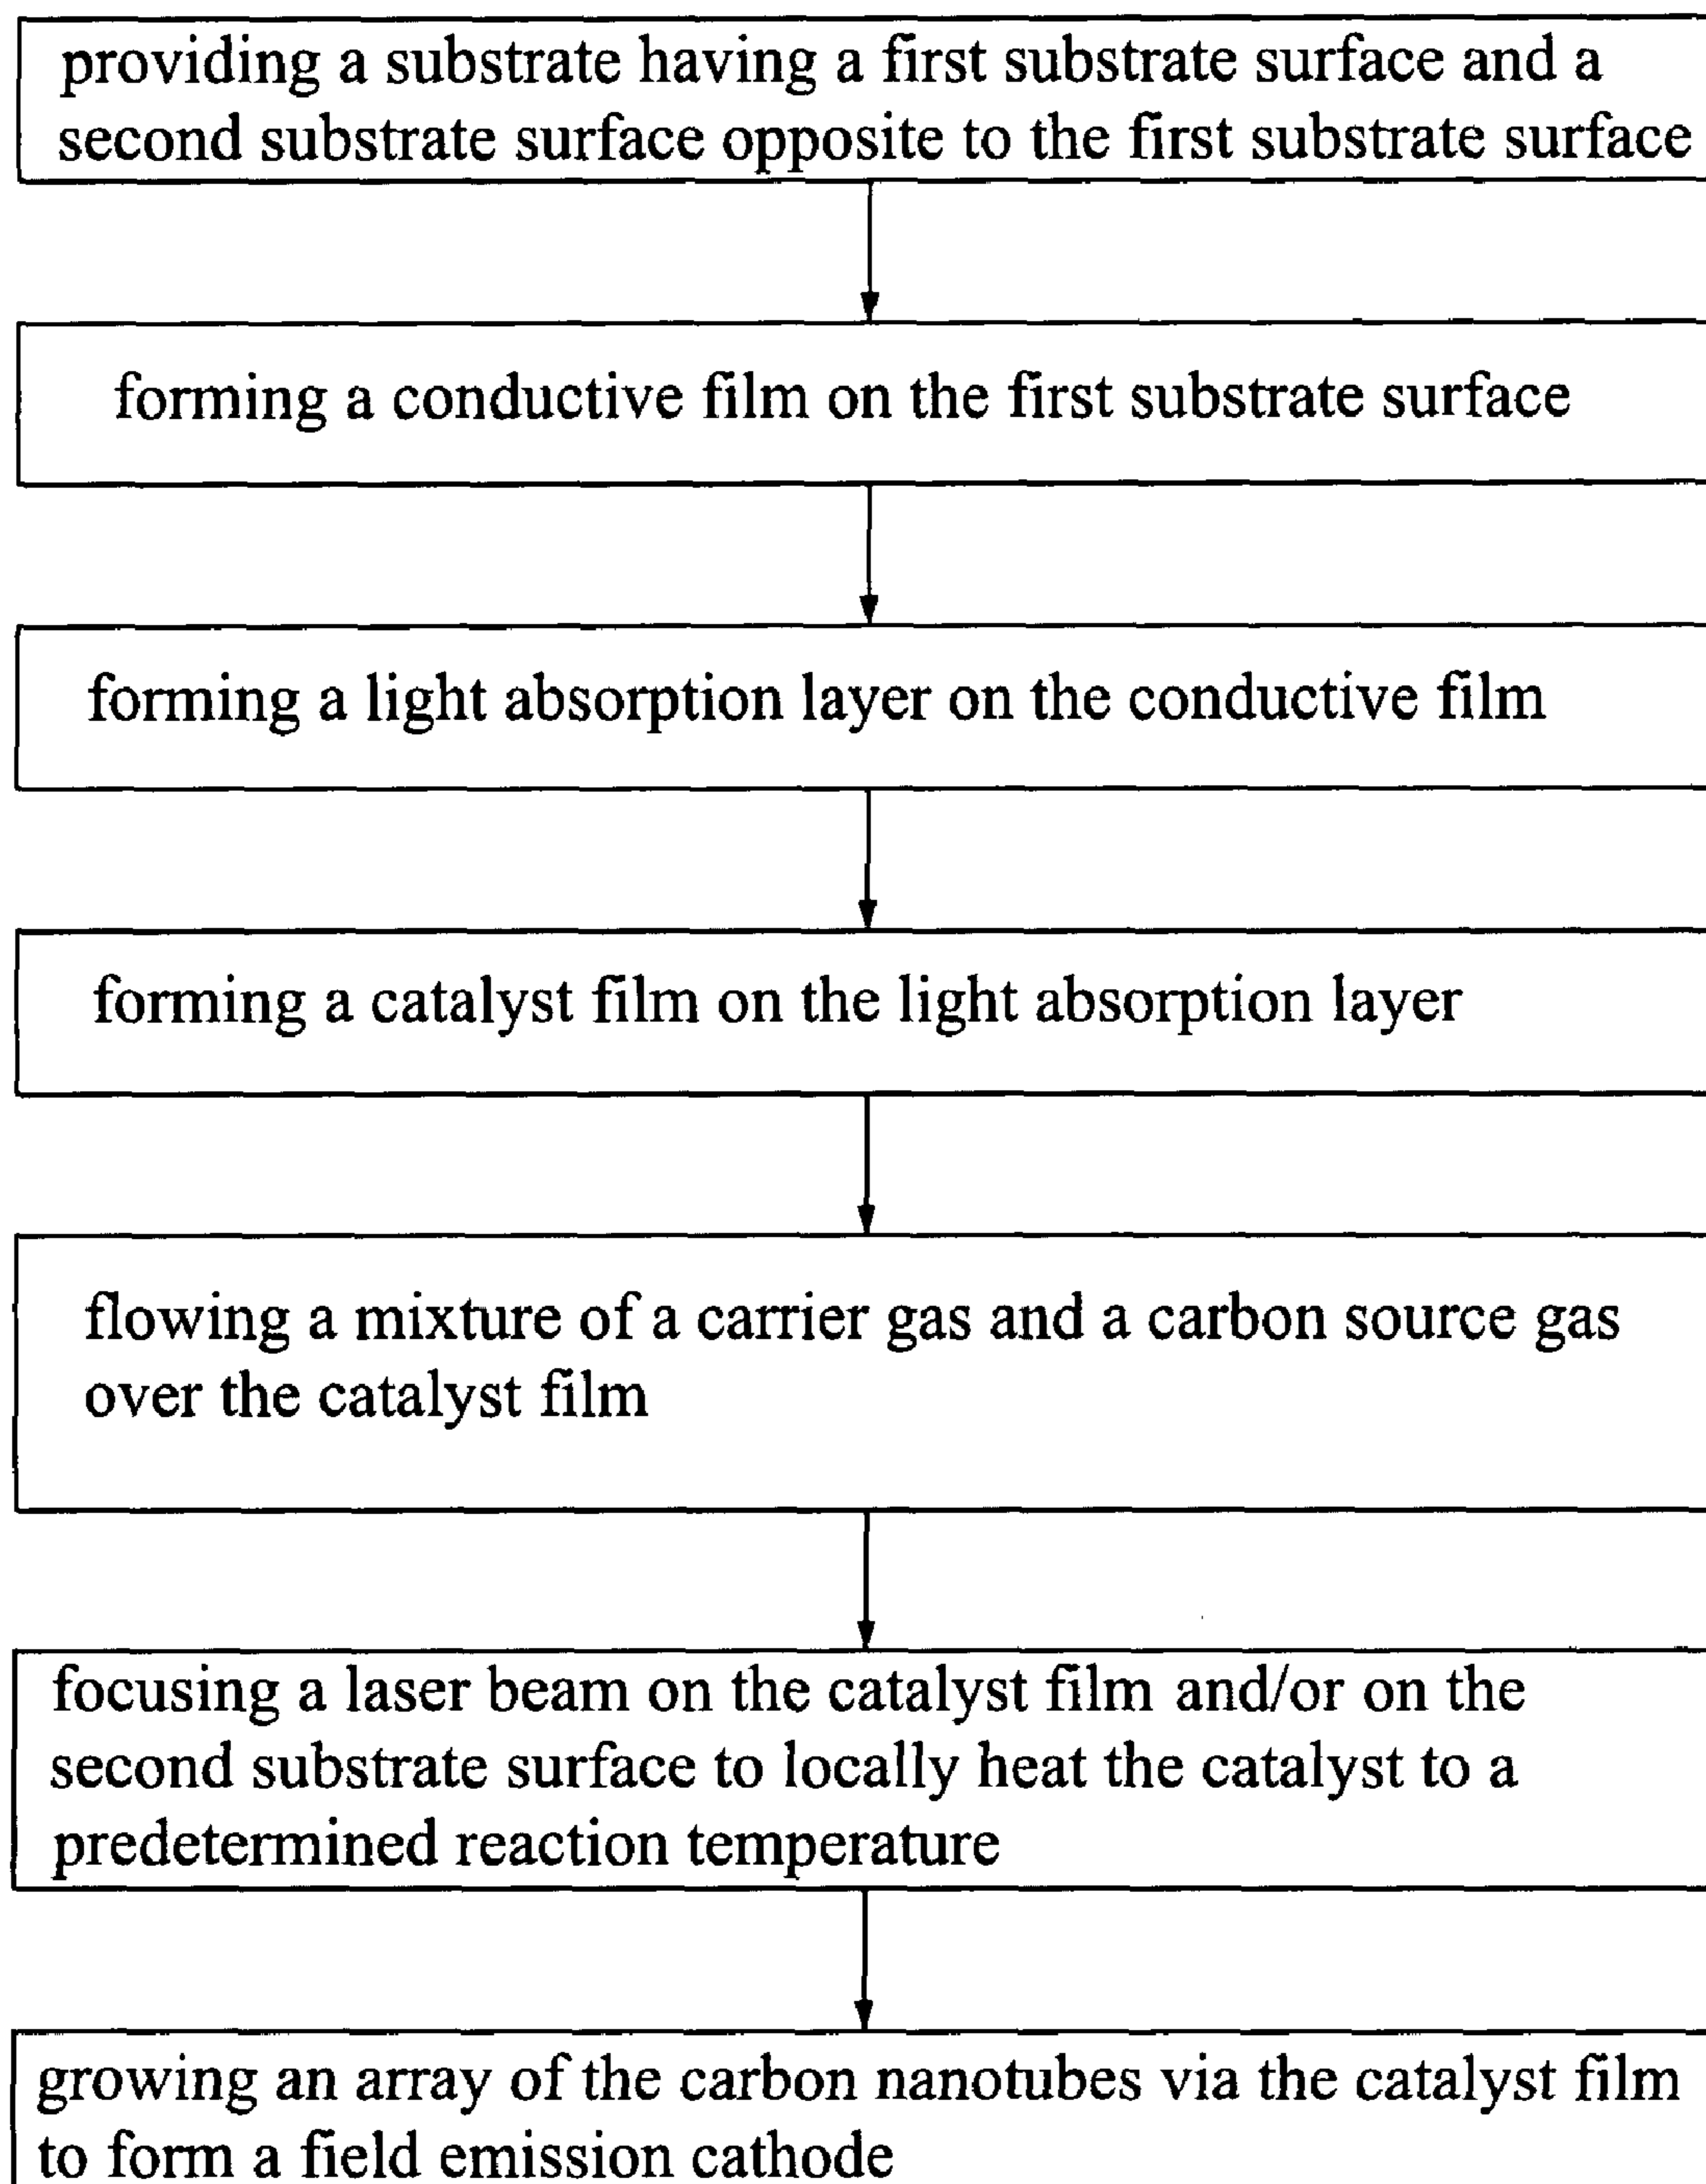 providing a substrate having a first substrate surface and a
second substrate surface opposite to the first substrate surface
forming a conductive film on the first substrate surface
forming a light absorption layer on the conductive film
forming a catalyst film on the light absorption layer
flowing a mixture of a carrier gas and a carbon source gas
over the catalyst film
focusing a laser beam on the catalyst film and/or on the
second substrate surface to locally heat the catalyst to a
predetermined reaction temperature
growing an array of the carbon nanotubes via the catalyst film
to form a field emission cathode